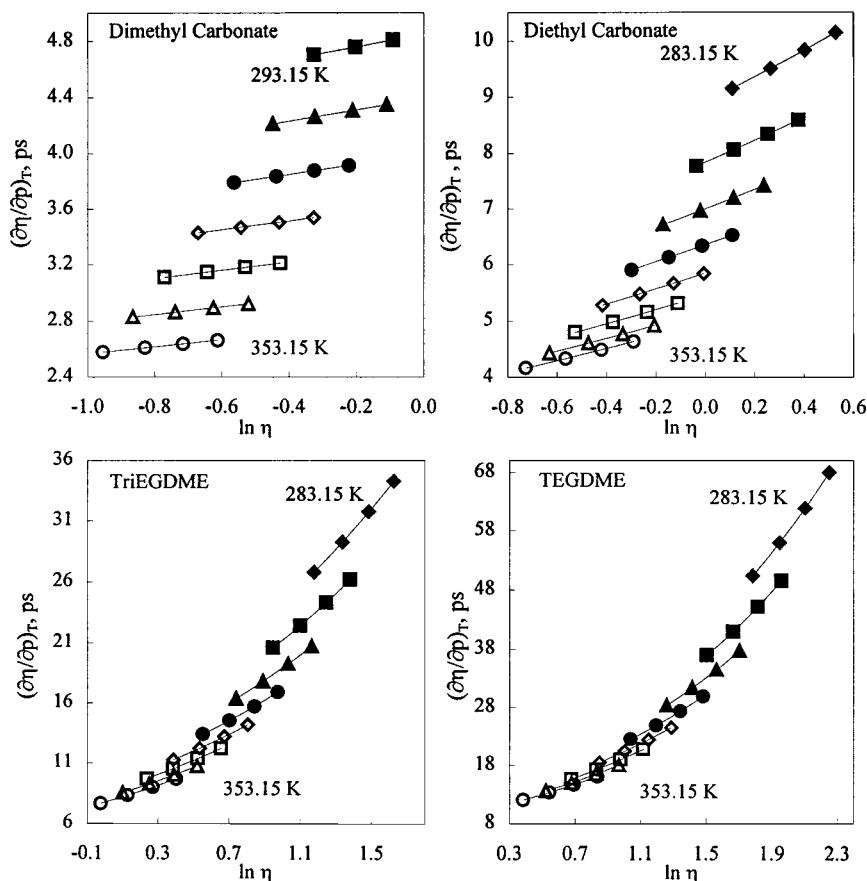 Dimethyl Carbonate
293.15 K
353.15 K
4.8
4.4
4.0
3.6
3.2
2.8
2.4
(∂η/∂p)T, ps
-1.0 -0.8 -0.6 -0.4 -0.2 0.0
ln η
Diethyl Carbonate
283.15 K
353.15 K
10
9
8
7
6
5
4
(∂η/∂p)T, ps
-0.8 -0.6 -0.4 -0.2 0.0 0.2 0.4 0.6
ln η
TriEGDME
283.15 K
353.15 K
36
31
26
21
16
11
6
(∂η/∂p)T, ps
-0.1 0.3 0.7 1.1 1.5
ln η
TEGDME
283.15 K
353.15 K
68
58
48
38
28
18
8
(∂η/∂p)T, ps
0.3 0.7 1.1 1.5 1.9 2.3
ln η